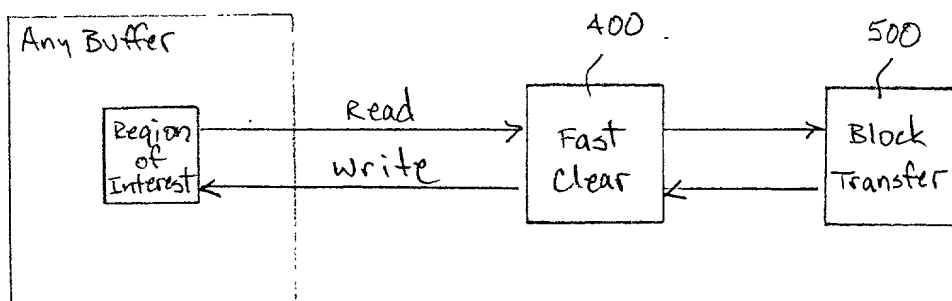 Any Buffer
Region
of
Interest
Read
Write
400
Fast
Clear
500
Block
Transfer